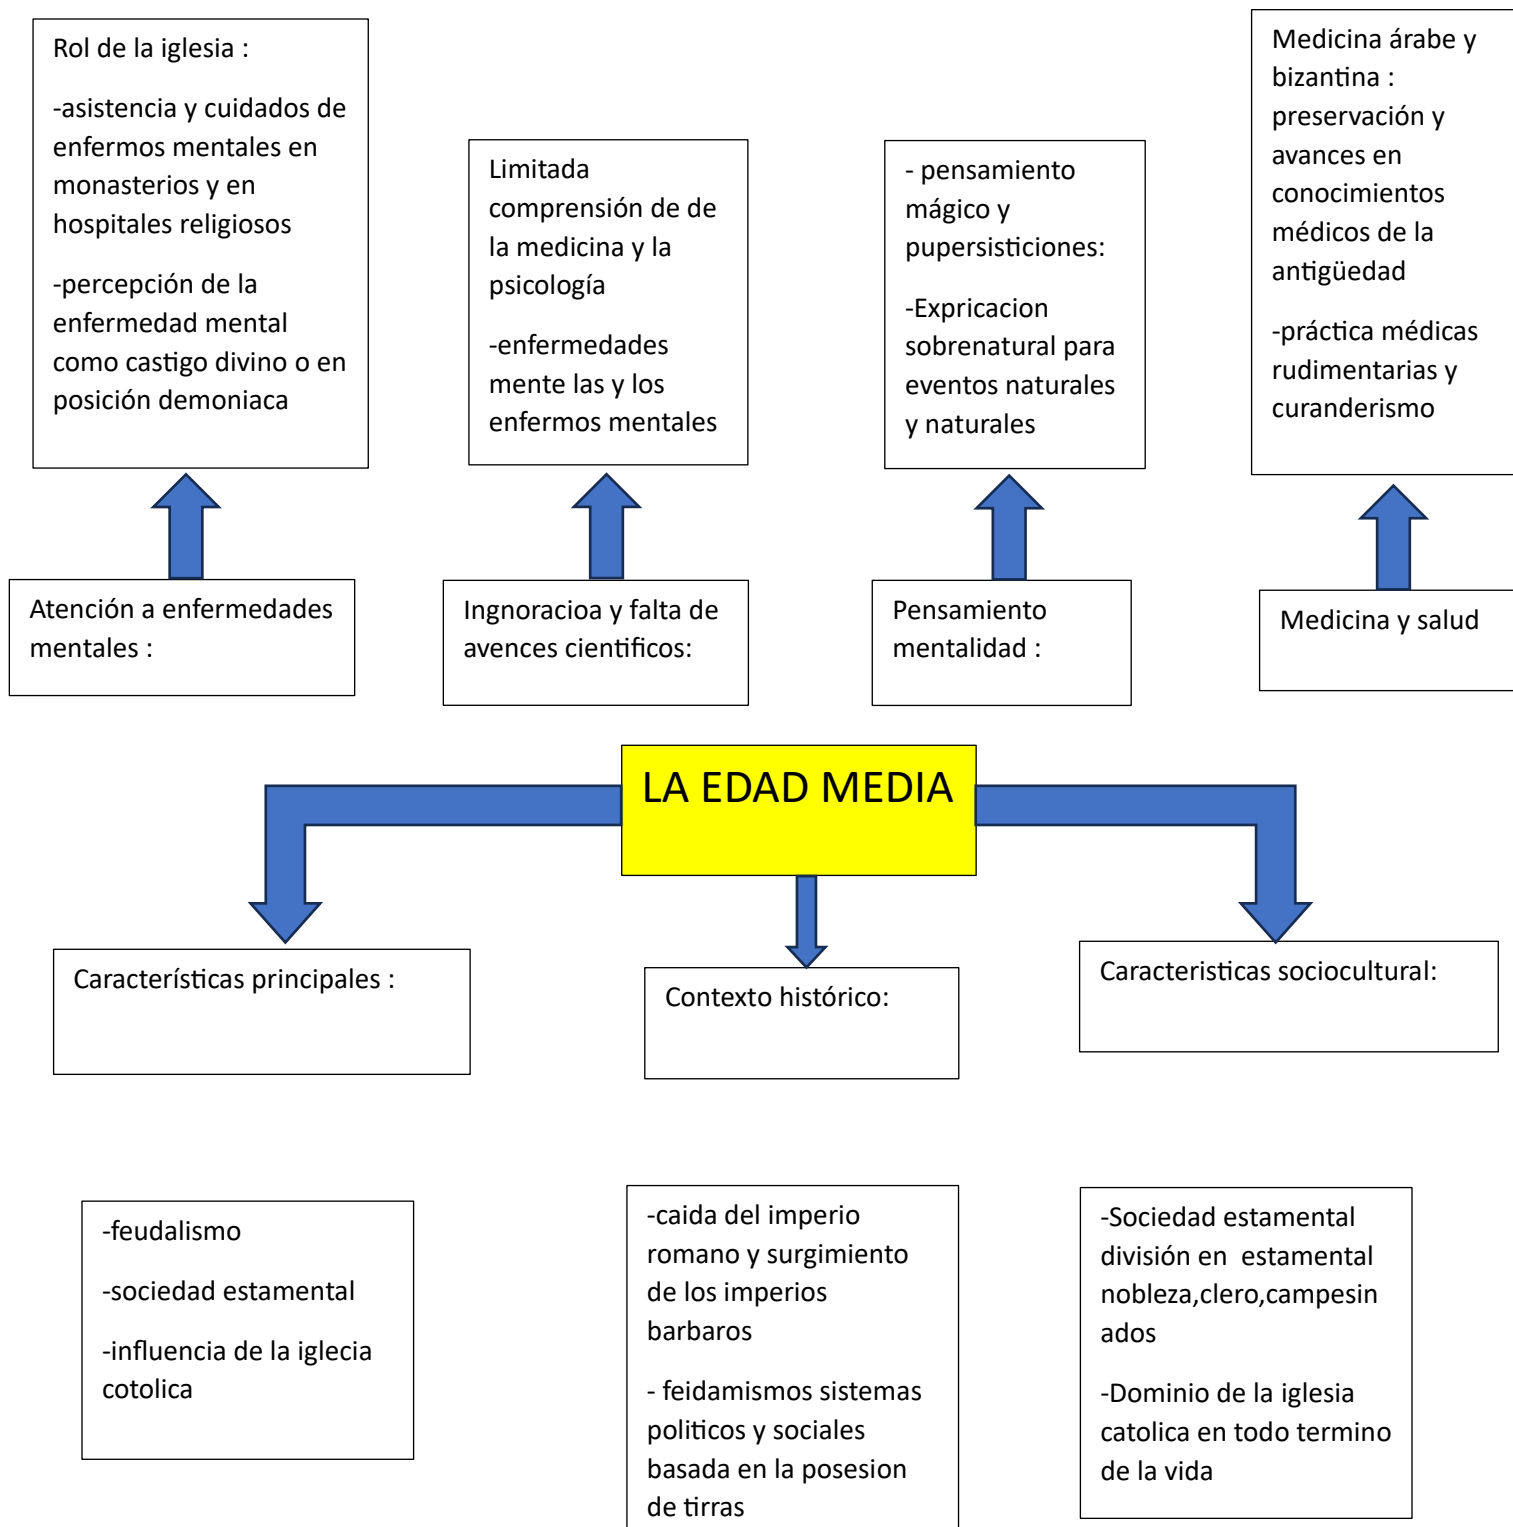 Rol de la iglesia :
-asistencia y cuidados de
enfermos mentales en
monasterios y en
hospitales religiosos
-percepción de la
enfermedad mental
como castigo divino o en
posición demoniaca
Limitada
comprensión de de
la medicina y la
psicología
-enfermedades
mente las y los
enfermos mentales
- pensamiento
mágico y
pupersisticiones:
-Expricacion
sobrenatural para
eventos naturales
y naturales
Medicina árabe y
bizantina :
preservación y
avances en
conocimientos
médicos de la
antigüedad
-práctica médicas
rudimentarias y
curanderismo
Atención a enfermedades
mentales :
Ingnoracioa y falta de
avences cientificos:
Pensamiento
mentalidad :
Medicina y salud
LA EDAD MEDIA
Características principales :
Contexto histórico:
Caracteristicas sociocultural:
-feudalismo
-sociedad estamental
-influencia de la iglecia
cotolica
-caida del imperio
romano y surgimiento
de los imperios
barbaros
- feidamismos sistemas
politicos y sociales
basada en la posesion
de tirras
-Sociedad estamental
división en  estamental
nobleza,clero,campesin
ados
-Dominio de la iglesia
catolica en todo termino
de la vida